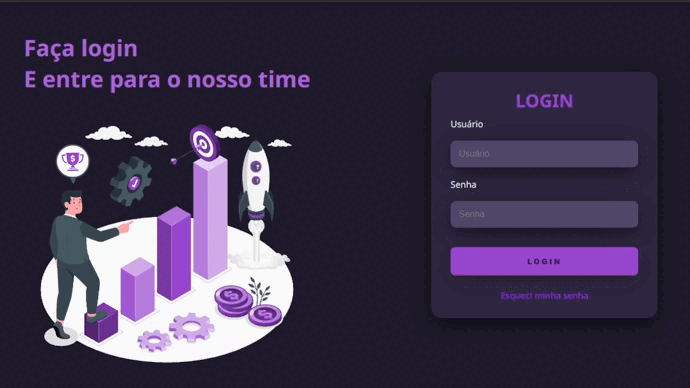 Faça login
E entre para o nosso time
LOGIN
Usuário
Usuário
Senha
Senha
LOGIN
Esqueci minha senha